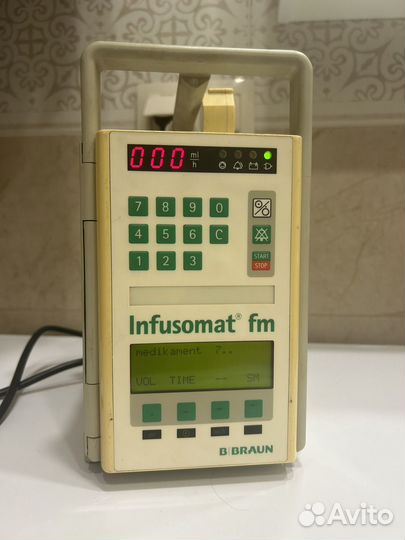 000 ml/h
7 8 9 0
4 5 6 C
1 2 3
START
STOP
Infusomat® fm
medikament 7..
VOL TIME -- SM
B|BRAUN
Avito